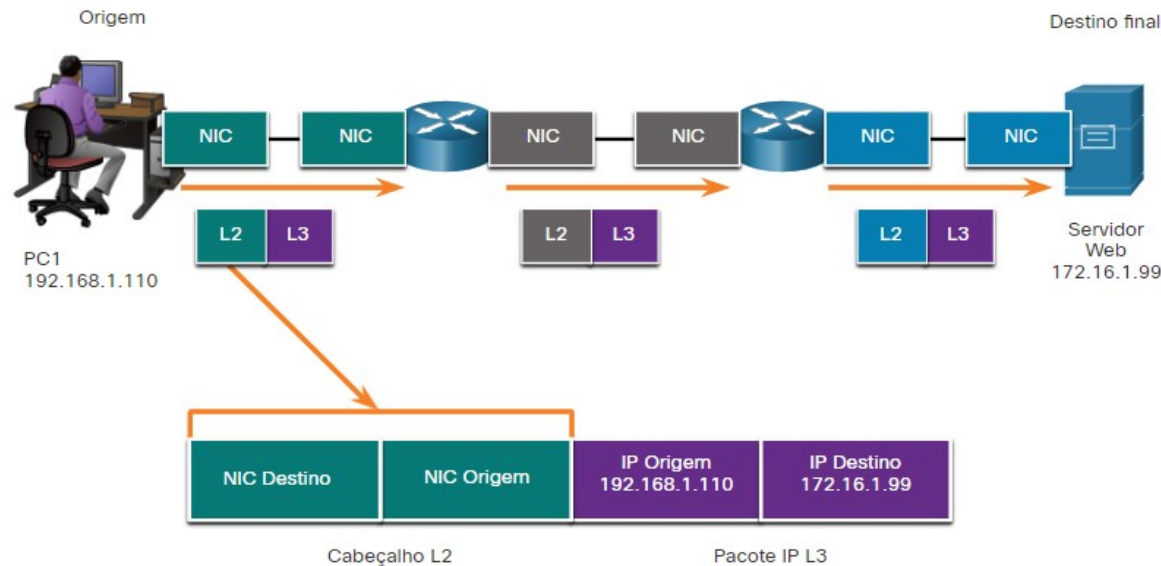 Origem
Destino final
NIC
NIC
NIC
NIC
NIC
NIC
L2 L3
L2 L3
L2 L3
PC1
192.168.1.110
Servidor
Web
172.16.1.99
NIC Destino
NIC Origem
IP Origem
192.168.1.110
IP Destino
172.16.1.99
Cabeçalho L2
Pacote IP L3